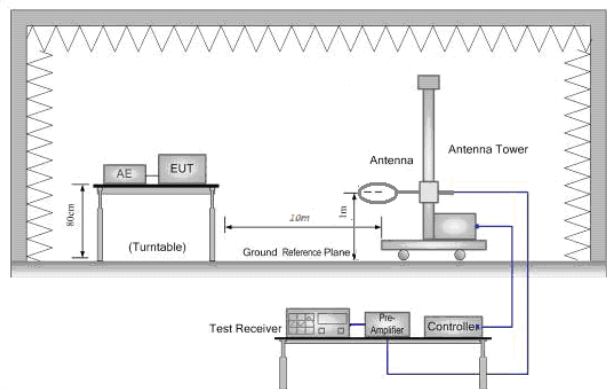 Antenna Tower
Antenna
AE
EUT
80cm
1m
10m
(Turntable)
Ground Reference Plane
Test Receiver
Pre-
Amplifier
Controller